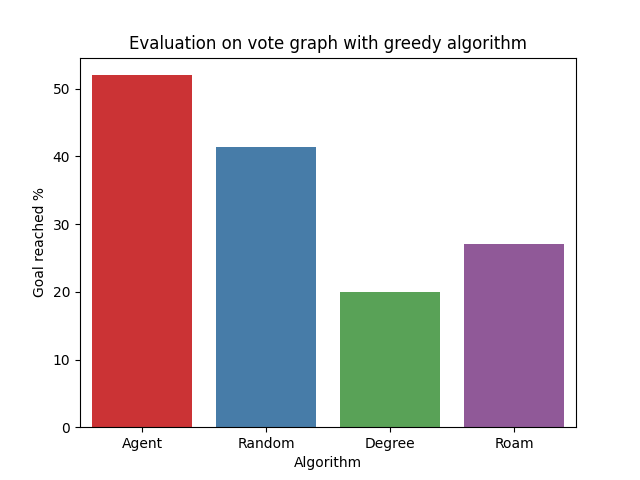 Evaluation on vote graph with greedy algorithm
Goal reached %
50
40
30
20
10
0
Agent Random Degree Roam
Algorithm